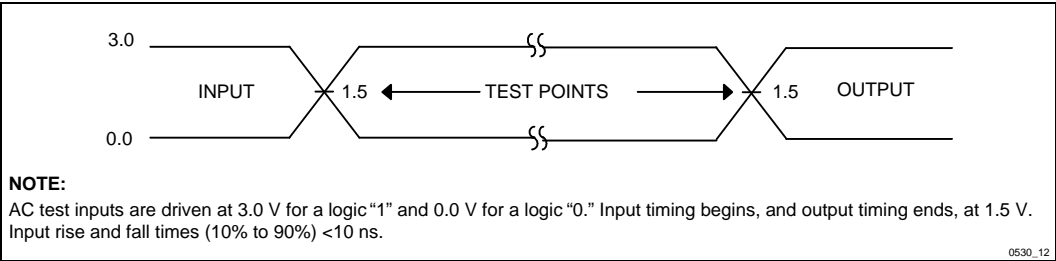 3.0
INPUT 1.5 TEST POINTS 1.5 OUTPUT
0.0
NOTE:
AC test inputs are driven at 3.0 V for a logic “1” and 0.0 V for a logic “0.” Input timing begins, and output timing ends, at 1.5 V.
Input rise and fall times (10% to 90%) <10 ns.
0530_12